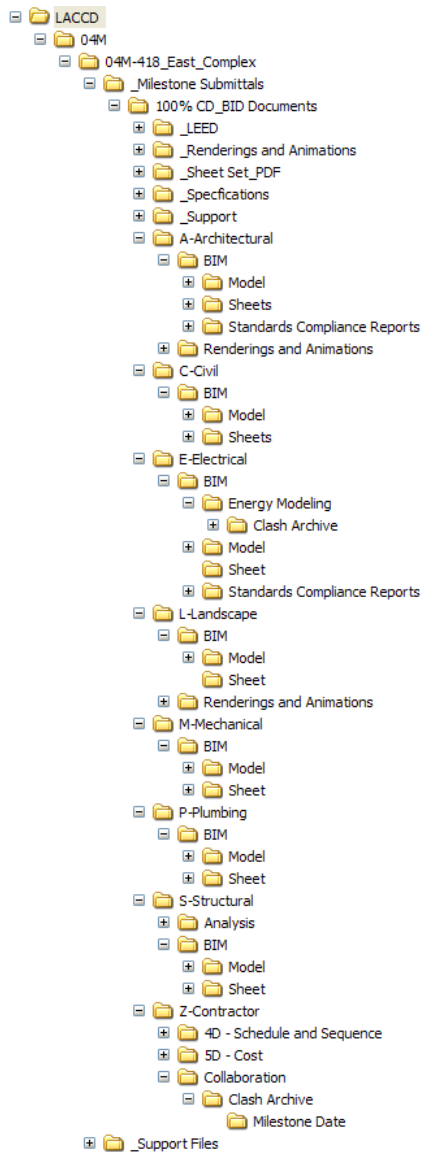 LACCD
04M
04M-418_East_Complex
_Milestone Submittals
100% CD_BID Documents
_LEED
_Renderings and Animations
_Sheet Set_PDF
_Specfications
_Support
A-Architectural
BIM
Model
Sheets
Standards Compliance Reports
Renderings and Animations
C-Civil
BIM
Model
Sheets
E-Electrical
BIM
Energy Modeling
Clash Archive
Model
Sheet
Standards Compliance Reports
L-Landscape
BIM
Model
Sheet
Renderings and Animations
M-Mechanical
BIM
Model
Sheet
P-Plumbing
BIM
Model
Sheet
S-Structural
Analysis
BIM
Model
Sheet
Z-Contractor
4D - Schedule and Sequence
5D - Cost
Collaboration
Clash Archive
Milestone Date
_Support Files